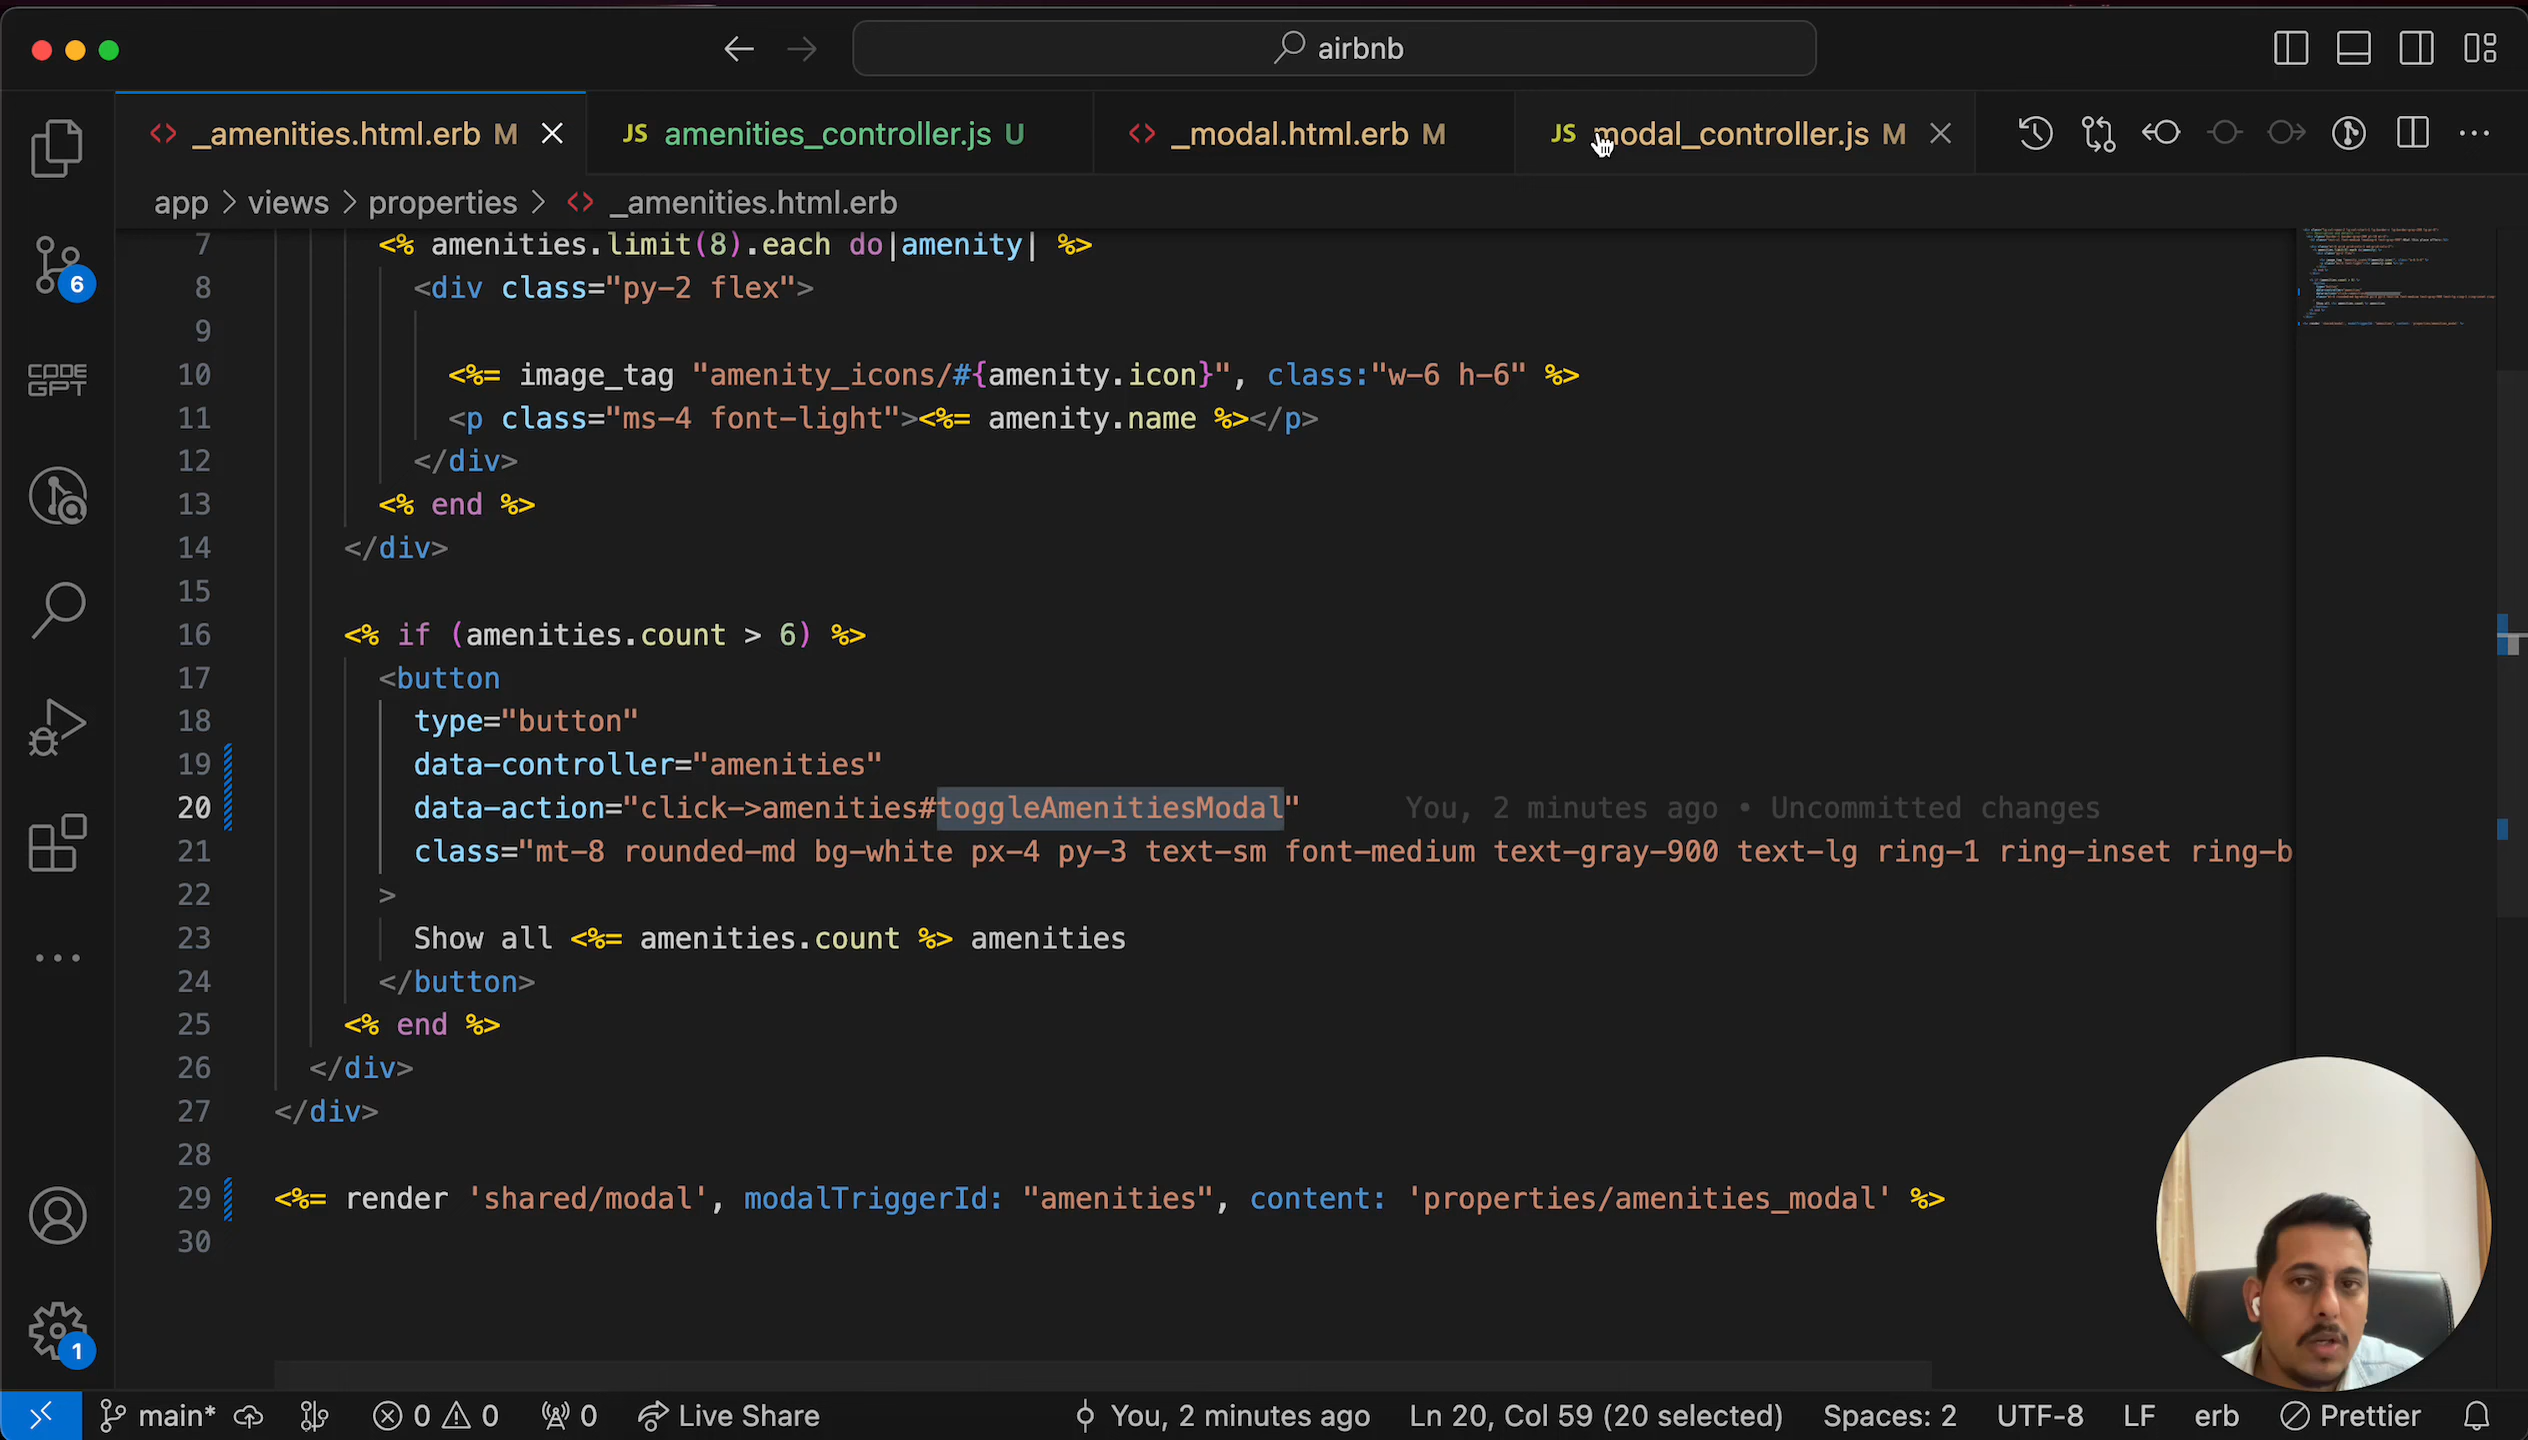 airbnb
_amenities.html.erb M
JS amenities_controller.js U
_modal.html.erb M
JS modal_controller.js M
app > views > properties > <> _amenities.html.erb
6
CODE
GPT
1
7 <% amenities.limit(8).each do|amenity| %>
8 <div class="py-2 flex">
9
10 <%= image_tag "amenity_icons/#{amenity.icon}", class:"w-6 h-6" %>
11 <p class="ms-4 font-light"><%= amenity.name %></p>
12 </div>
13 <% end %>
14 </div>
15
16 <% if (amenities.count > 6) %>
17 <button
18 type="button"
19 data-controller="amenities"
20 data-action="click->amenities#toggleAmenitiesModal" You, 2 minutes ago • Uncommitted changes
21 class="mt-8 rounded-md bg-white px-4 py-3 text-sm font-medium text-gray-900 text-lg ring-1 ring-inset ring-b
22 >
23 Show all <%= amenities.count %> amenities
24 </button>
25 <% end %>
26 </div>
27 </div>
28
29 <%= render 'shared/modal', modalTriggerId: "amenities", content: 'properties/amenities_modal' %>
30
main* 0 0 0 Live Share You, 2 minutes ago Ln 20, Col 59 (20 selected) Spaces: 2 UTF-8 LF erb Prettier